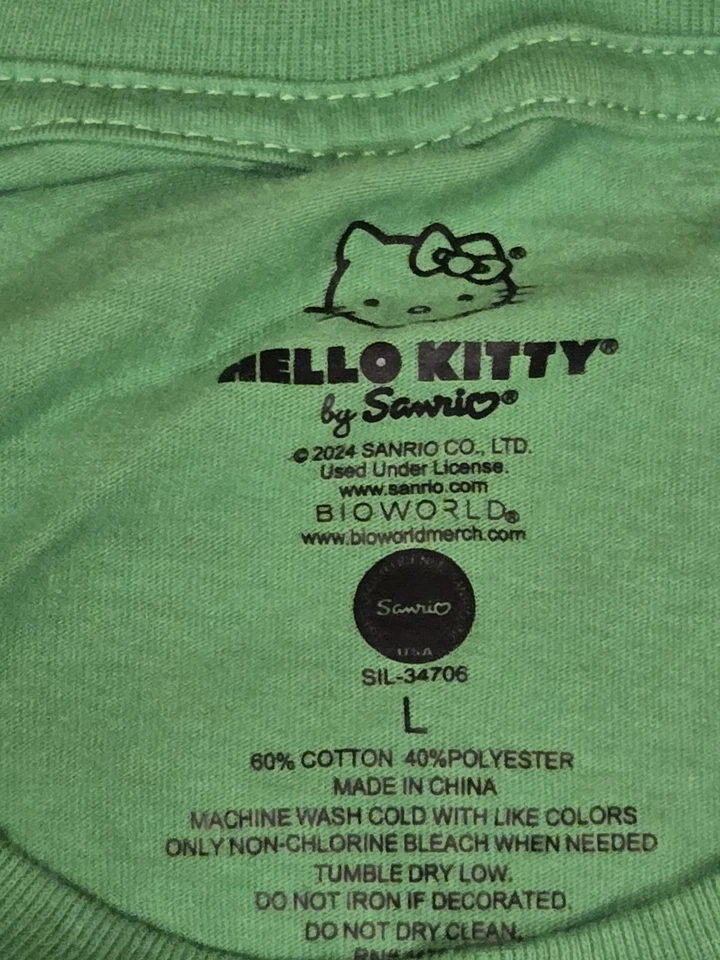 HELLO KITTY®
by Sanrio®
© 2024 SANRIO CO., LTD.
Used Under License.
www.sanrio.com
BIOWORLD®
www.bioworldmerch.com
Sanrio
USA
SIL-34706
L
60% COTTON 40%POLYESTER
MADE IN CHINA
MACHINE WASH COLD WITH LIKE COLORS
ONLY NON-CHLORINE BLEACH WHEN NEEDED
TUMBLE DRY LOW.
DO NOT IRON IF DECORATED.
DO NOT DRY CLEAN.